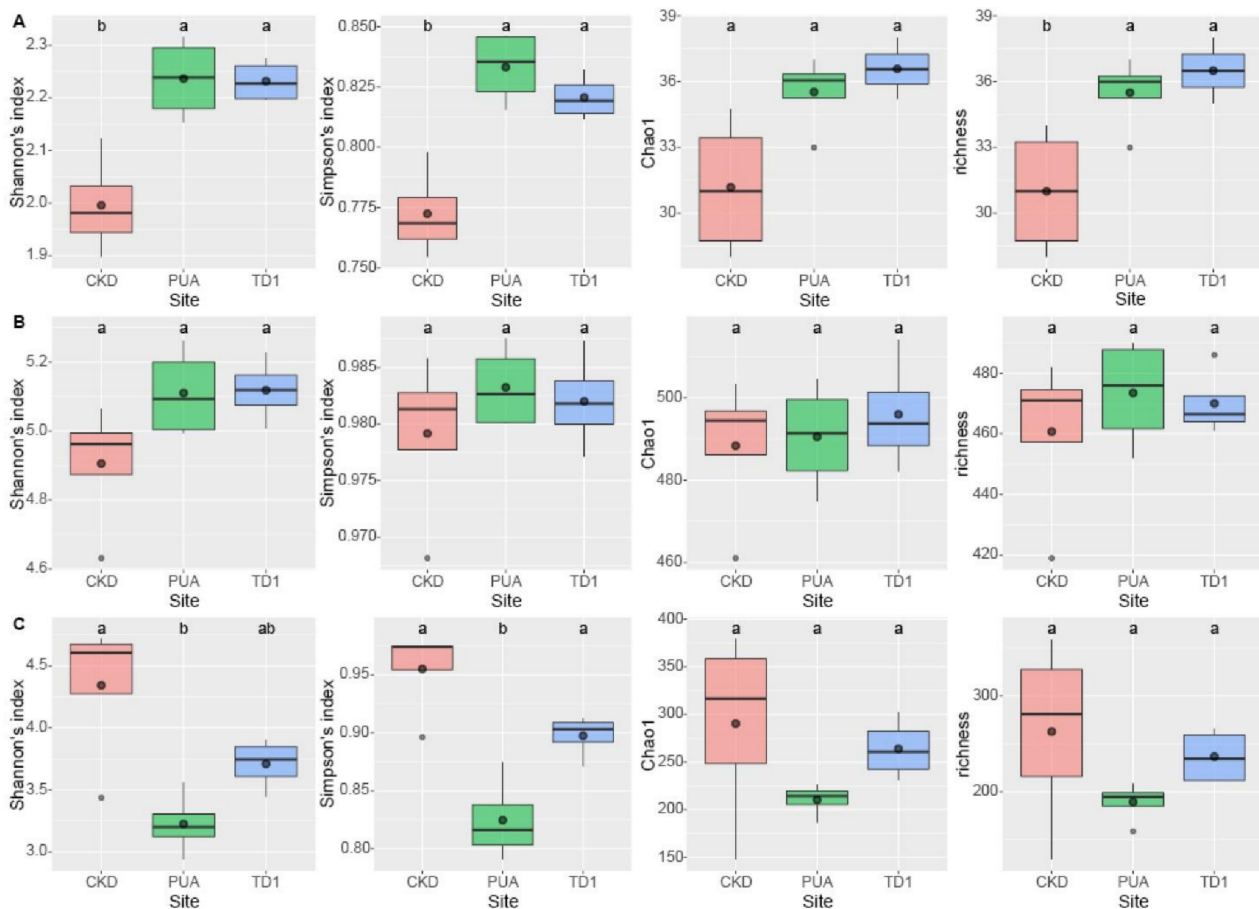 A
b a a
Shannon's index
2.3
2.2
2.1
2.0
1.9
CKD PUA TD1
Site
b a a
Simpson's index
0.850
0.825
0.800
0.775
0.750
CKD PUA TD1
Site
a a a
Chao1
39
36
33
30
CKD PUA TD1
Site
b a a
richness
39
36
33
30
CKD PUA TD1
Site
B
a a a
Shannon's index
5.2
5.0
4.8
4.6
CKD PUA TD1
Site
a a a
Simpson's index
0.985
0.980
0.975
0.970
CKD PUA TD1
Site
a a a
Chao1
500
480
460
CKD PUA TD1
Site
a a a
richness
480
460
440
420
CKD PUA TD1
Site
C
a b ab
Shannon's index
4.5
4.0
3.5
3.0
CKD PUA TD1
Site
a b a
Simpson's index
0.95
0.90
0.85
0.80
CKD PUA TD1
Site
a a a
Chao1
400
350
300
250
200
150
CKD PUA TD1
Site
a a a
richness
300
200
CKD PUA TD1
Site